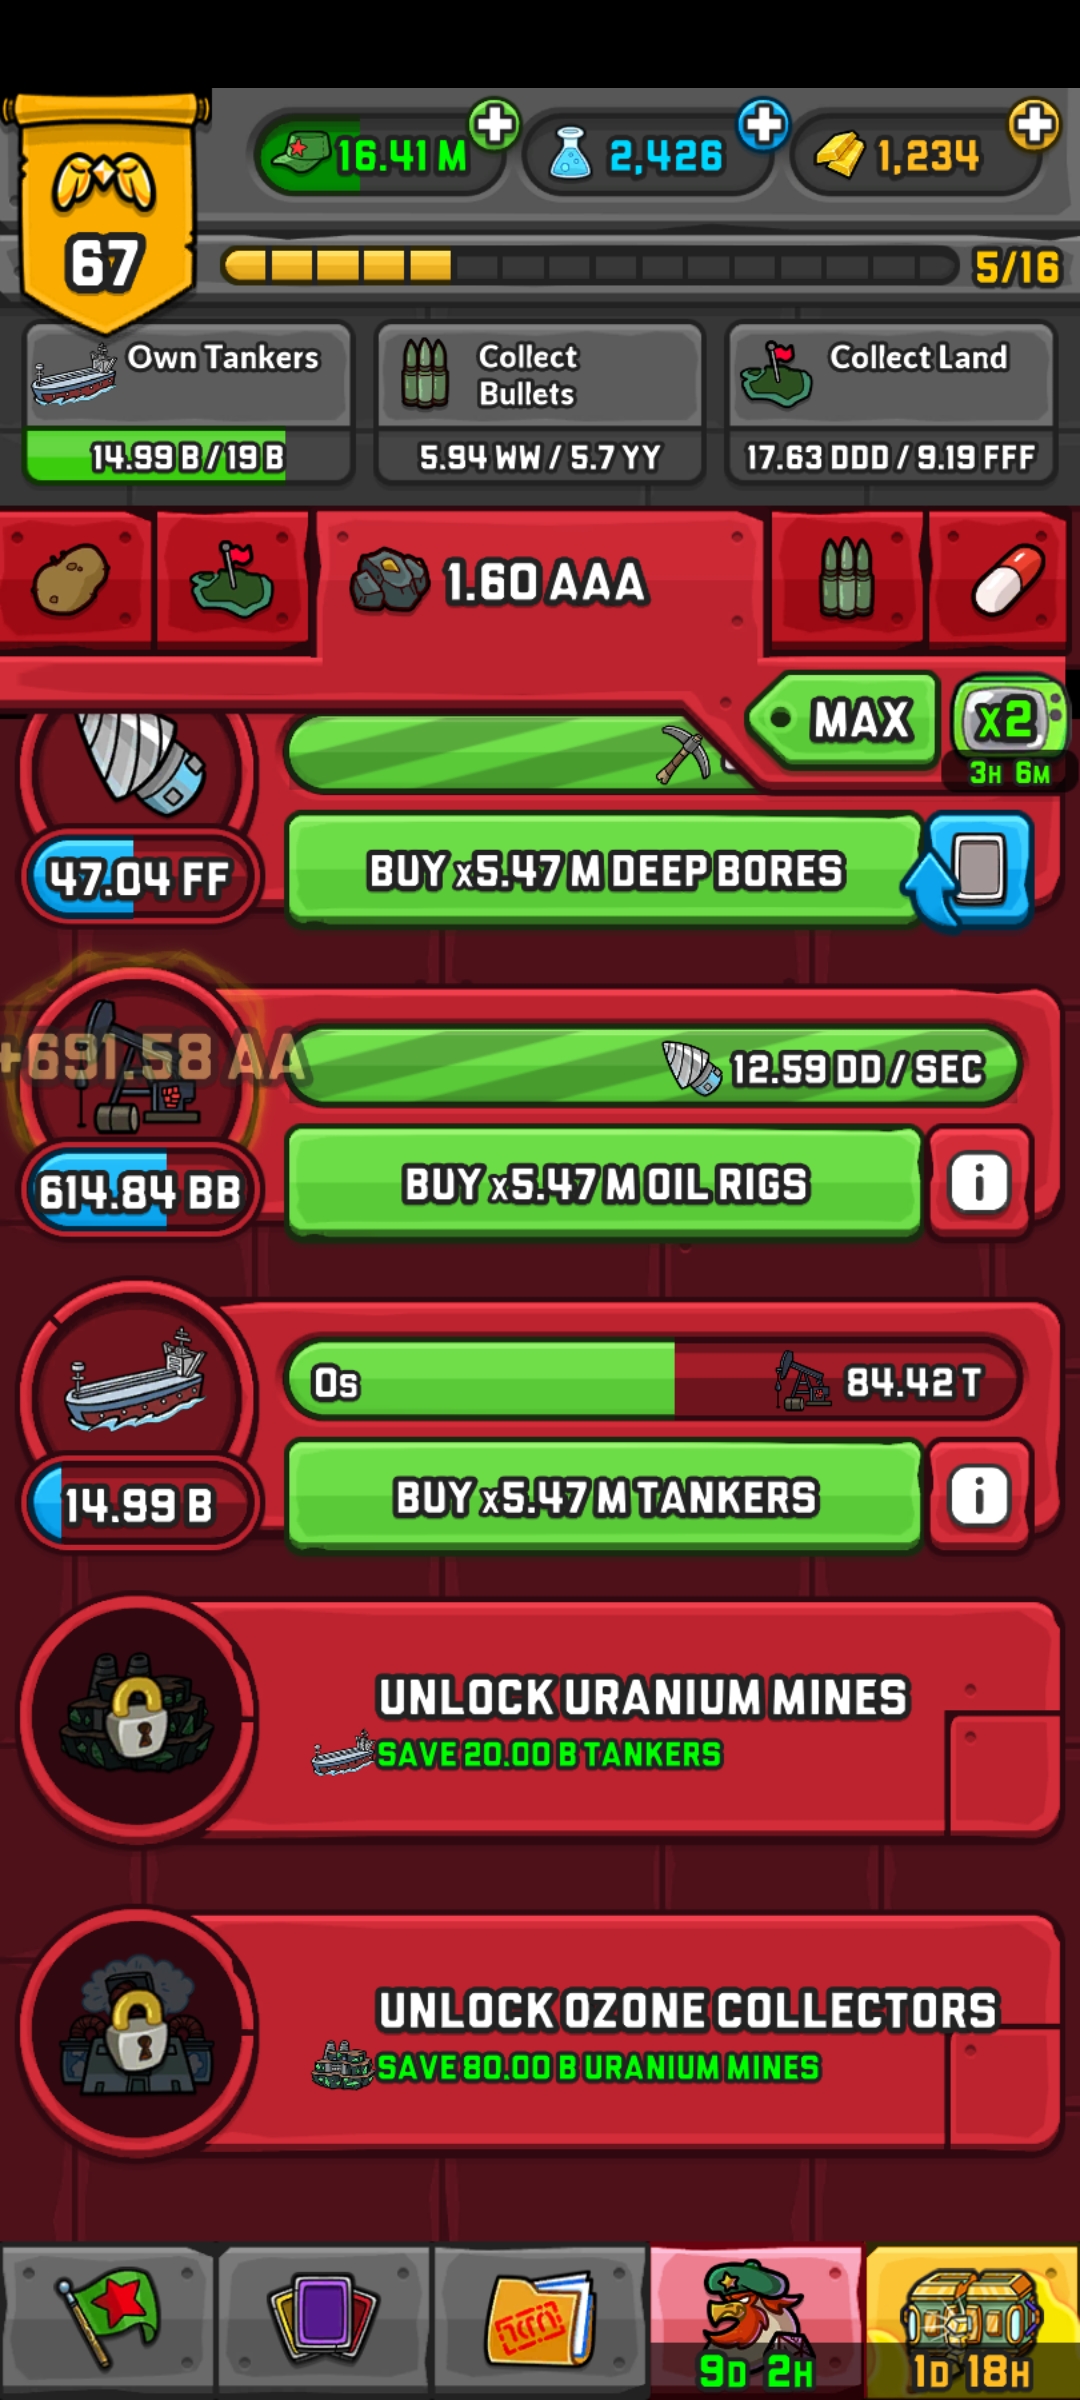 16.41 M
2,426
1,234
67
5/16
Own Tankers
14.99 B / 19 B
Collect
Bullets
5.94 WW / 5.7 YY
Collect Land
17.63 DDD / 9.19 FFF
1.60 AAA
MAX
x2
3H 6M
47.04 FF
BUY x5.47 M DEEP BORES
+691.58 AA
12.59 DD / SEC
614.84 BB
BUY x5.47 M OIL RIGS
0s
84.42 T
14.99 B
BUY x5.47 M TANKERS
UNLOCK URANIUM MINES
SAVE 20.00 B TANKERS
UNLOCK OZONE COLLECTORS
SAVE 80.00 B URANIUM MINES
9D 2H
1D 18H